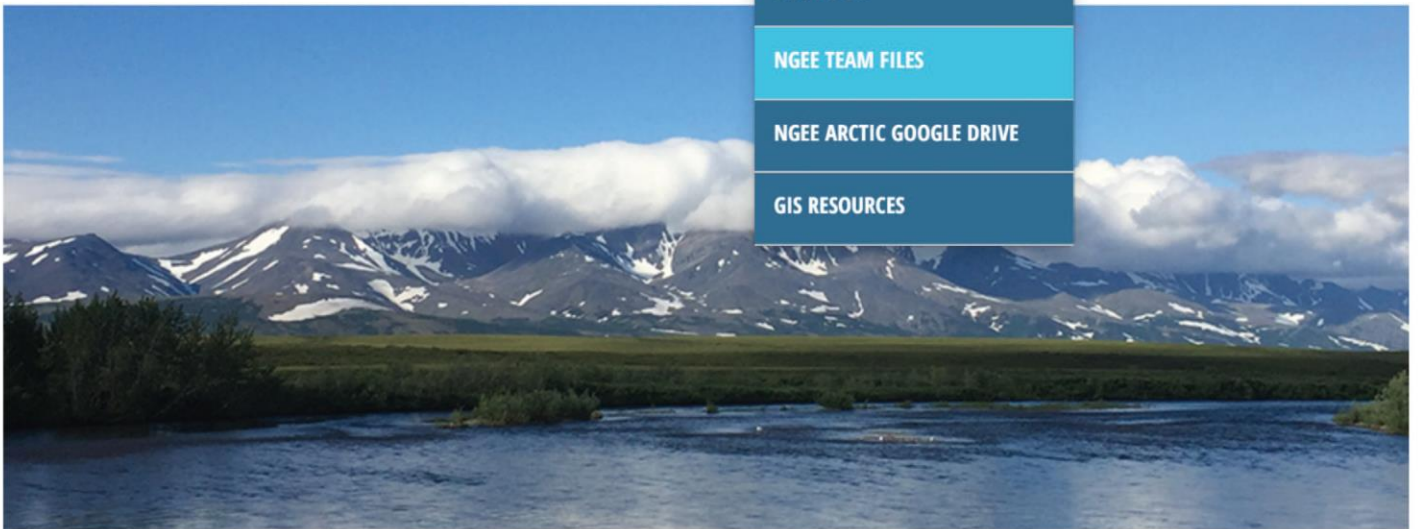 NGEE TEAM FILES
NGEE ARCTIC GOOGLE DRIVE
GIS RESOURCES